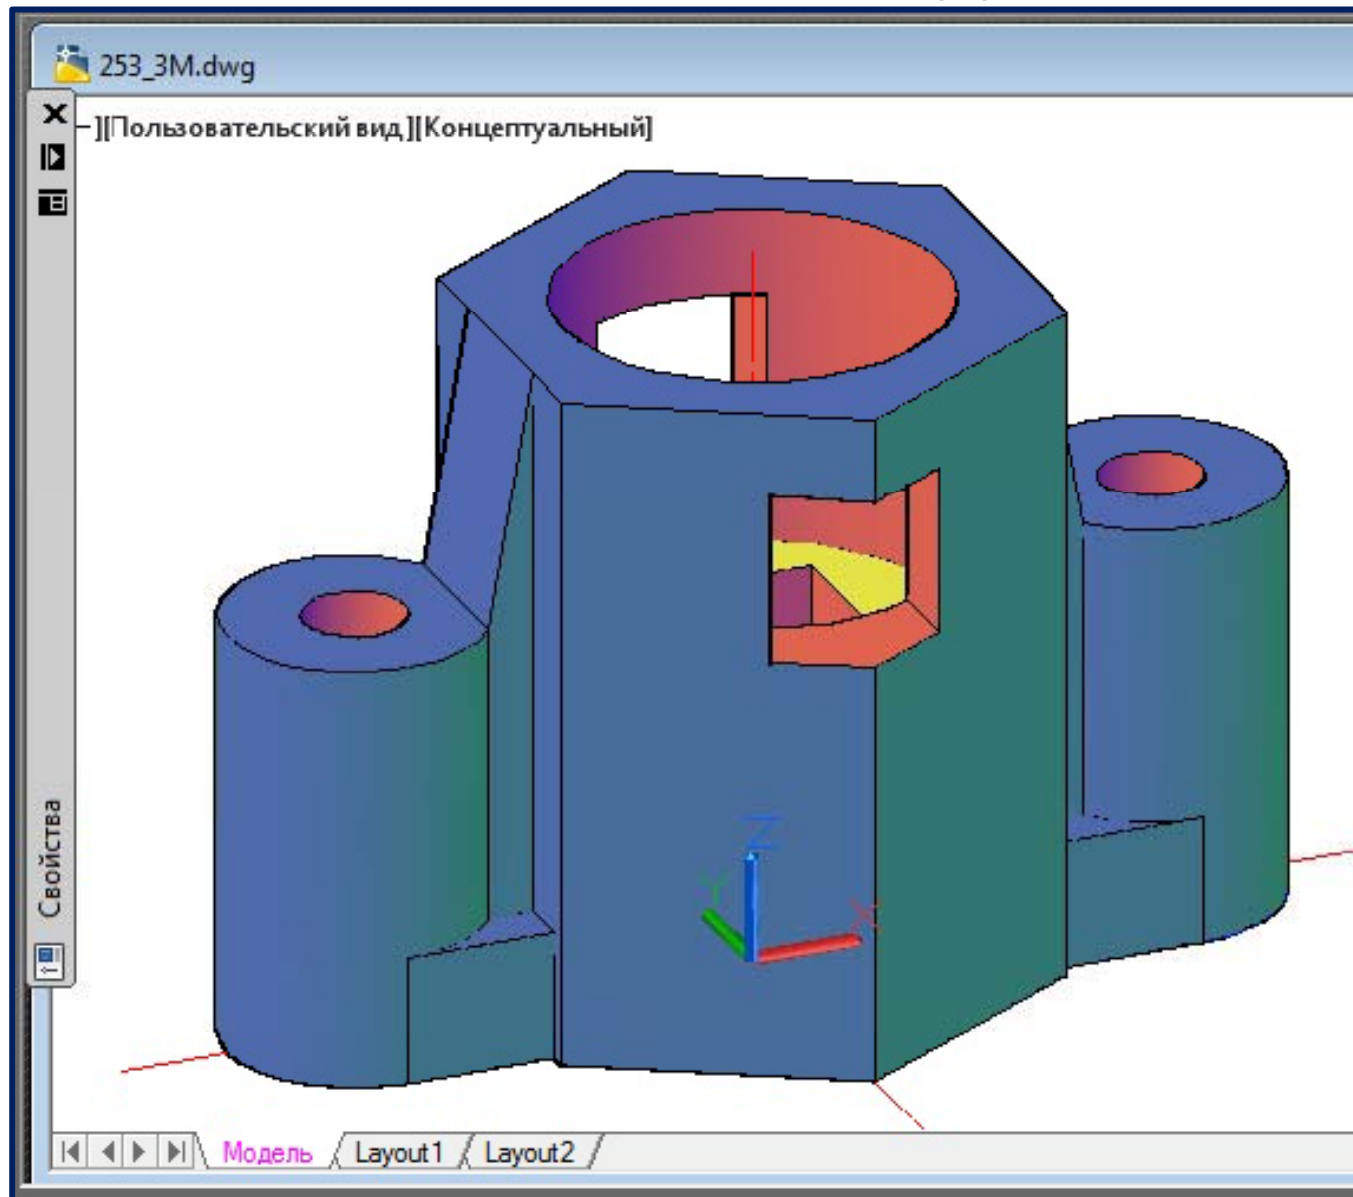 253_3M.dwg
–][Пользовательский вид][Концептуальный]
Свойства
Z
Y
X
Модель
Layout1
Layout2